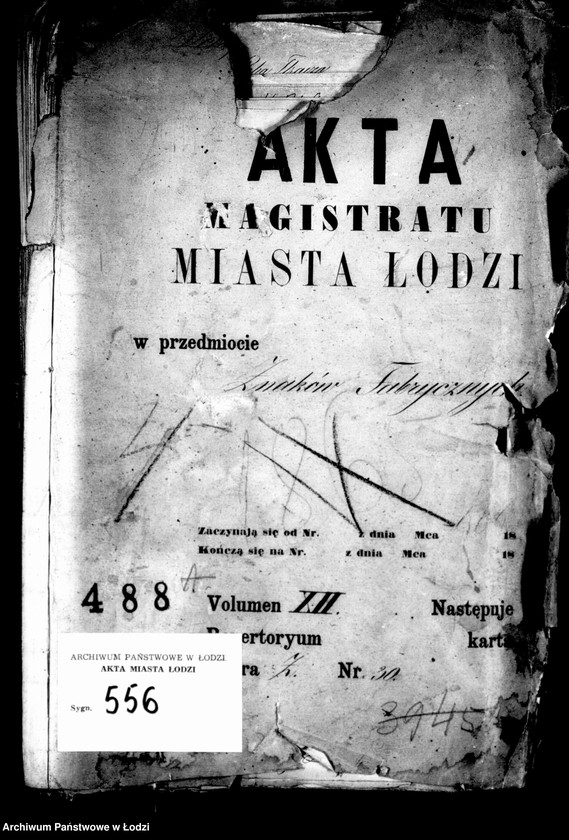 AKTA
MAGISTRATU
MIASTA ŁODZI
w przedmiocie
Znaków Fabrycznych
Zaczynają się od Nr. z dnia Mca 18
Kończą się na Nr. z dnia Mca 18
488 A.
Volumen XII. Następuje
Repertoryum karta
ra Z. Nr. 30.
ARCHIWUM PAŃSTWOWE W ŁODZI
AKTA MIASTA ŁODZI
Sygn. 556
3945
Archiwum Państwowe w Łodzi